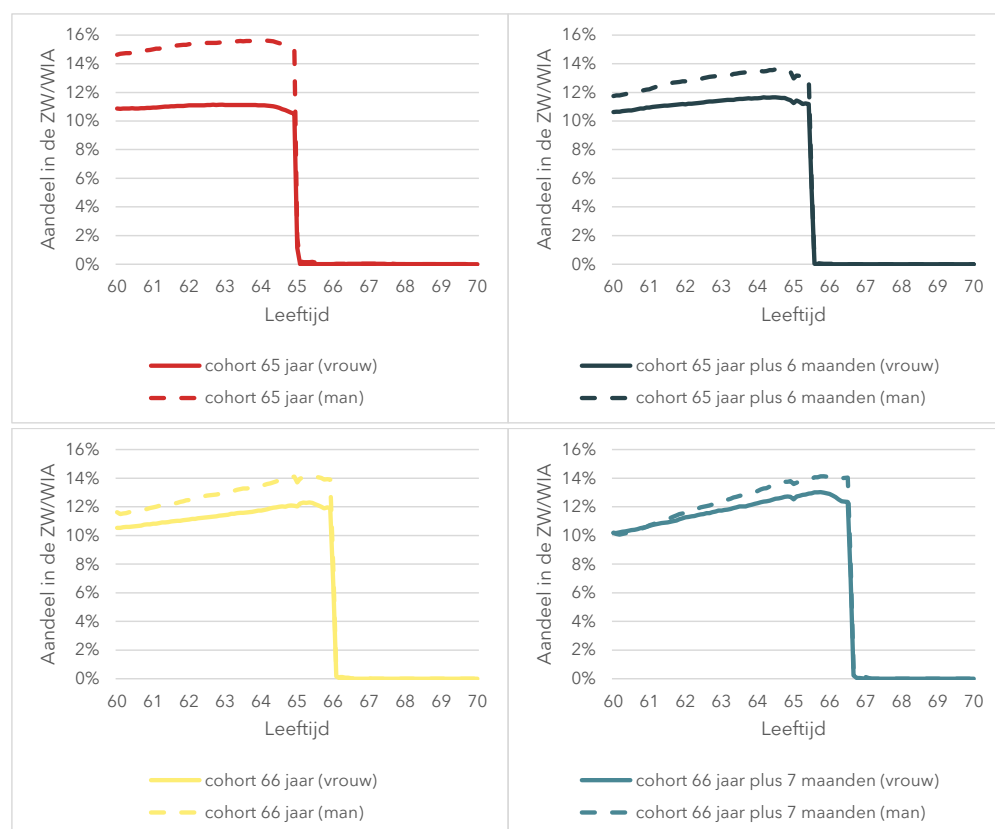 16%
14%
12%
10%
8%
6%
4%
2%
0%
Aandeel in de ZW/WIA
60 61 62 63 64 65 66 67 68 69 70
Leeftijd
cohort 65 jaar (vrouw)
cohort 65 jaar (man)
16%
14%
12%
10%
8%
6%
4%
2%
0%
Aandeel in de ZW/WIA
60 61 62 63 64 65 66 67 68 69 70
Leeftijd
cohort 65 jaar plus 6 maanden (vrouw)
cohort 65 jaar plus 6 maanden (man)
16%
14%
12%
10%
8%
6%
4%
2%
0%
Aandeel in de ZW/WIA
60 61 62 63 64 65 66 67 68 69 70
Leeftijd
cohort 66 jaar (vrouw)
cohort 66 jaar (man)
16%
14%
12%
10%
8%
6%
4%
2%
0%
Aandeel in de ZW/WIA
60 61 62 63 64 65 66 67 68 69 70
Leeftijd
cohort 66 jaar plus 7 maanden (vrouw)
cohort 66 jaar plus 7 maanden (man)